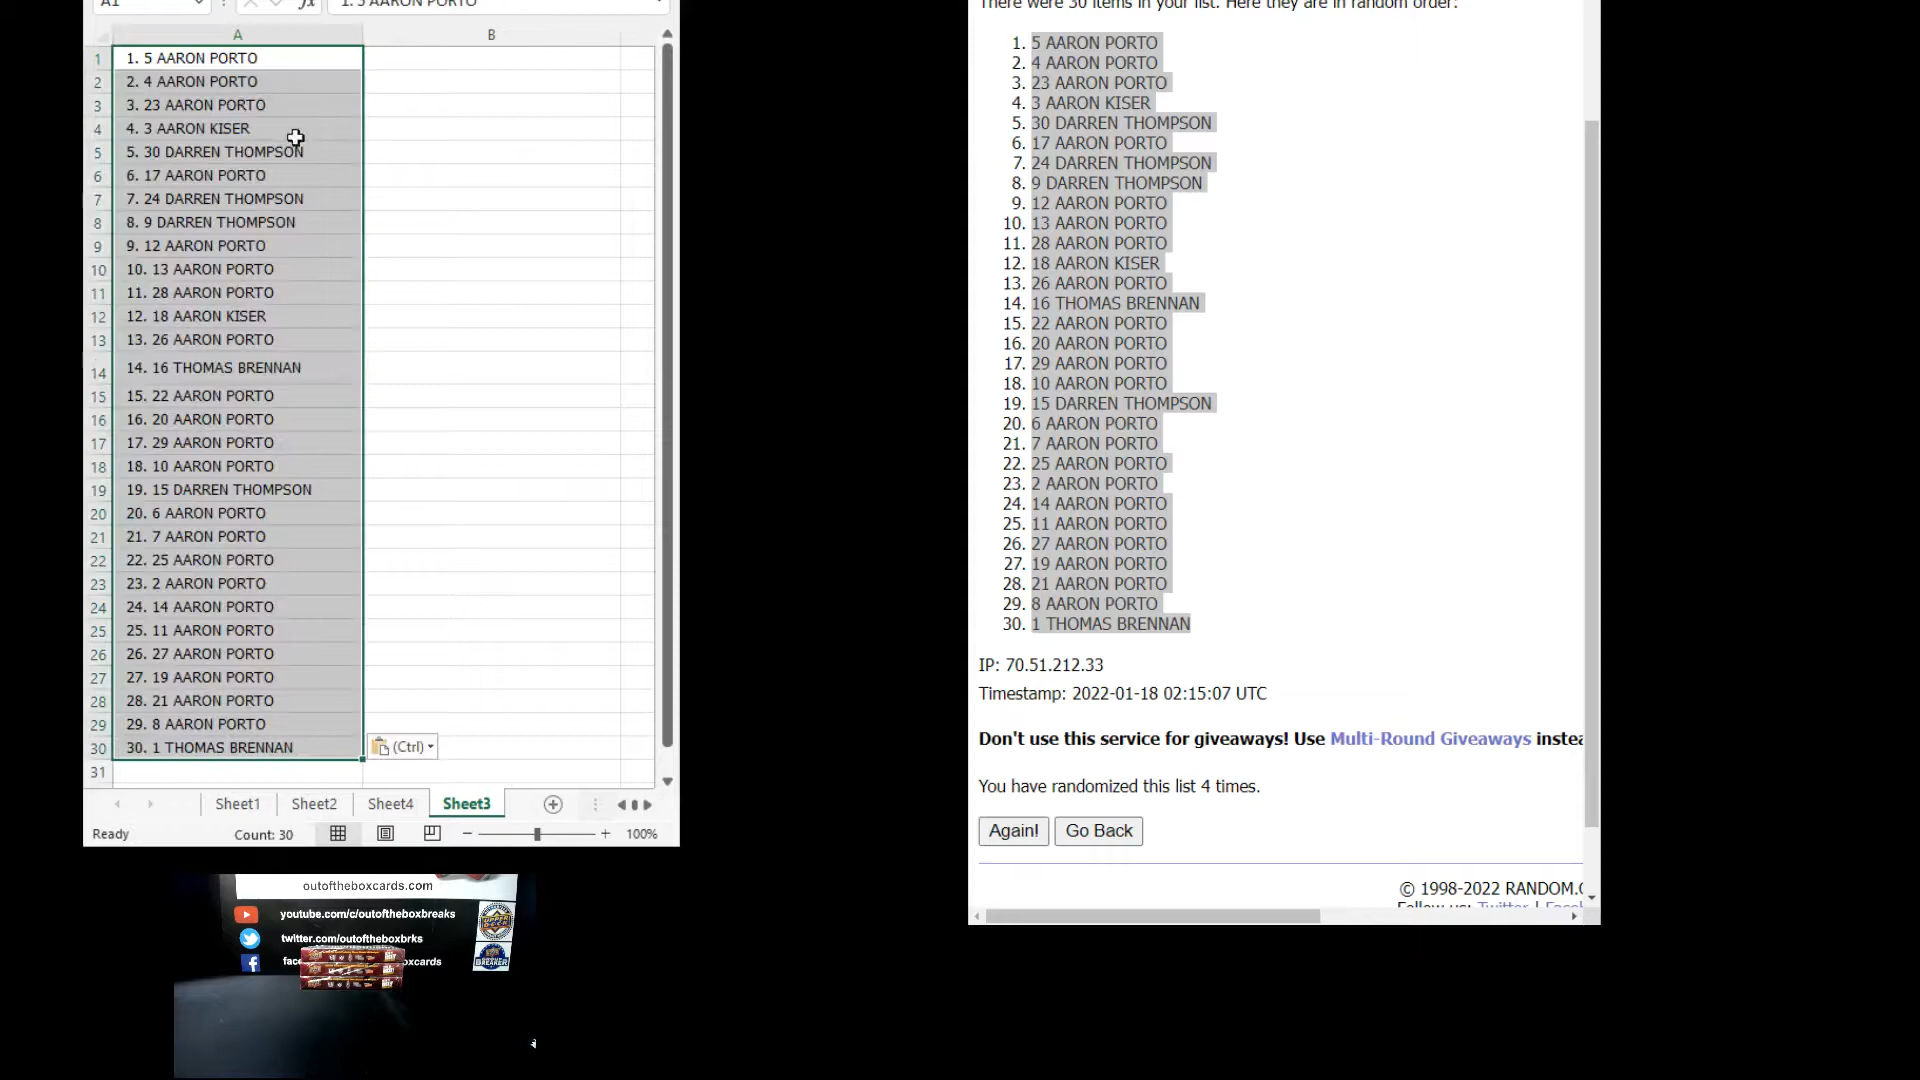 A1
1. 5 AARON PORTO
A
B
1 1. 5 AARON PORTO
2 2. 4 AARON PORTO
3 3. 23 AARON PORTO
4 4. 3 AARON KISER
5 5. 30 DARREN THOMPSON
6 6. 17 AARON PORTO
7 7. 24 DARREN THOMPSON
8 8. 9 DARREN THOMPSON
9 9. 12 AARON PORTO
10 10. 13 AARON PORTO
11 11. 28 AARON PORTO
12 12. 18 AARON KISER
13 13. 26 AARON PORTO
14 14. 16 THOMAS BRENNAN
15 15. 22 AARON PORTO
16 16. 20 AARON PORTO
17 17. 29 AARON PORTO
18 18. 10 AARON PORTO
19 19. 15 DARREN THOMPSON
20 20. 6 AARON PORTO
21 21. 7 AARON PORTO
22 22. 25 AARON PORTO
23 23. 2 AARON PORTO
24 24. 14 AARON PORTO
25 25. 11 AARON PORTO
26 26. 27 AARON PORTO
27 27. 19 AARON PORTO
28 28. 21 AARON PORTO
29 29. 8 AARON PORTO
30 30. 1 THOMAS BRENNAN
31
(Ctrl)
Sheet1 Sheet2 Sheet4 Sheet3
Ready Count: 30 100%
outoftheboxcards.com
youtube.com/c/outoftheboxbreaks
twitter.com/outoftheboxbrks
There were 30 items in your list. Here they are in random order:
1. 5 AARON PORTO
2. 4 AARON PORTO
3. 23 AARON PORTO
4. 3 AARON KISER
5. 30 DARREN THOMPSON
6. 17 AARON PORTO
7. 24 DARREN THOMPSON
8. 9 DARREN THOMPSON
9. 12 AARON PORTO
10. 13 AARON PORTO
11. 28 AARON PORTO
12. 18 AARON KISER
13. 26 AARON PORTO
14. 16 THOMAS BRENNAN
15. 22 AARON PORTO
16. 20 AARON PORTO
17. 29 AARON PORTO
18. 10 AARON PORTO
19. 15 DARREN THOMPSON
20. 6 AARON PORTO
21. 7 AARON PORTO
22. 25 AARON PORTO
23. 2 AARON PORTO
24. 14 AARON PORTO
25. 11 AARON PORTO
26. 27 AARON PORTO
27. 19 AARON PORTO
28. 21 AARON PORTO
29. 8 AARON PORTO
30. 1 THOMAS BRENNAN
IP: 70.51.212.33
Timestamp: 2022-01-18 02:15:07 UTC
Don't use this service for giveaways! Use Multi-Round Giveaways instea
You have randomized this list 4 times.
Again! Go Back
© 1998-2022 RANDOM.
Follow us: Twitter |